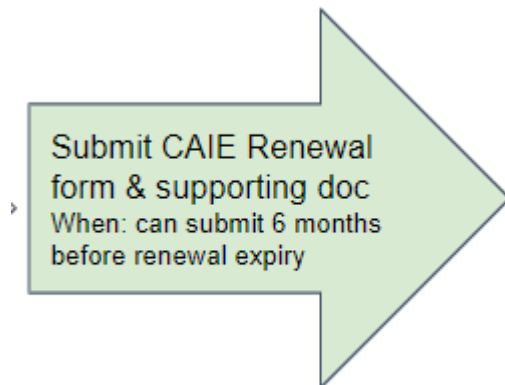 Submit CAIE Renewal
form & supporting doc
When: can submit 6 months
before renewal expiry